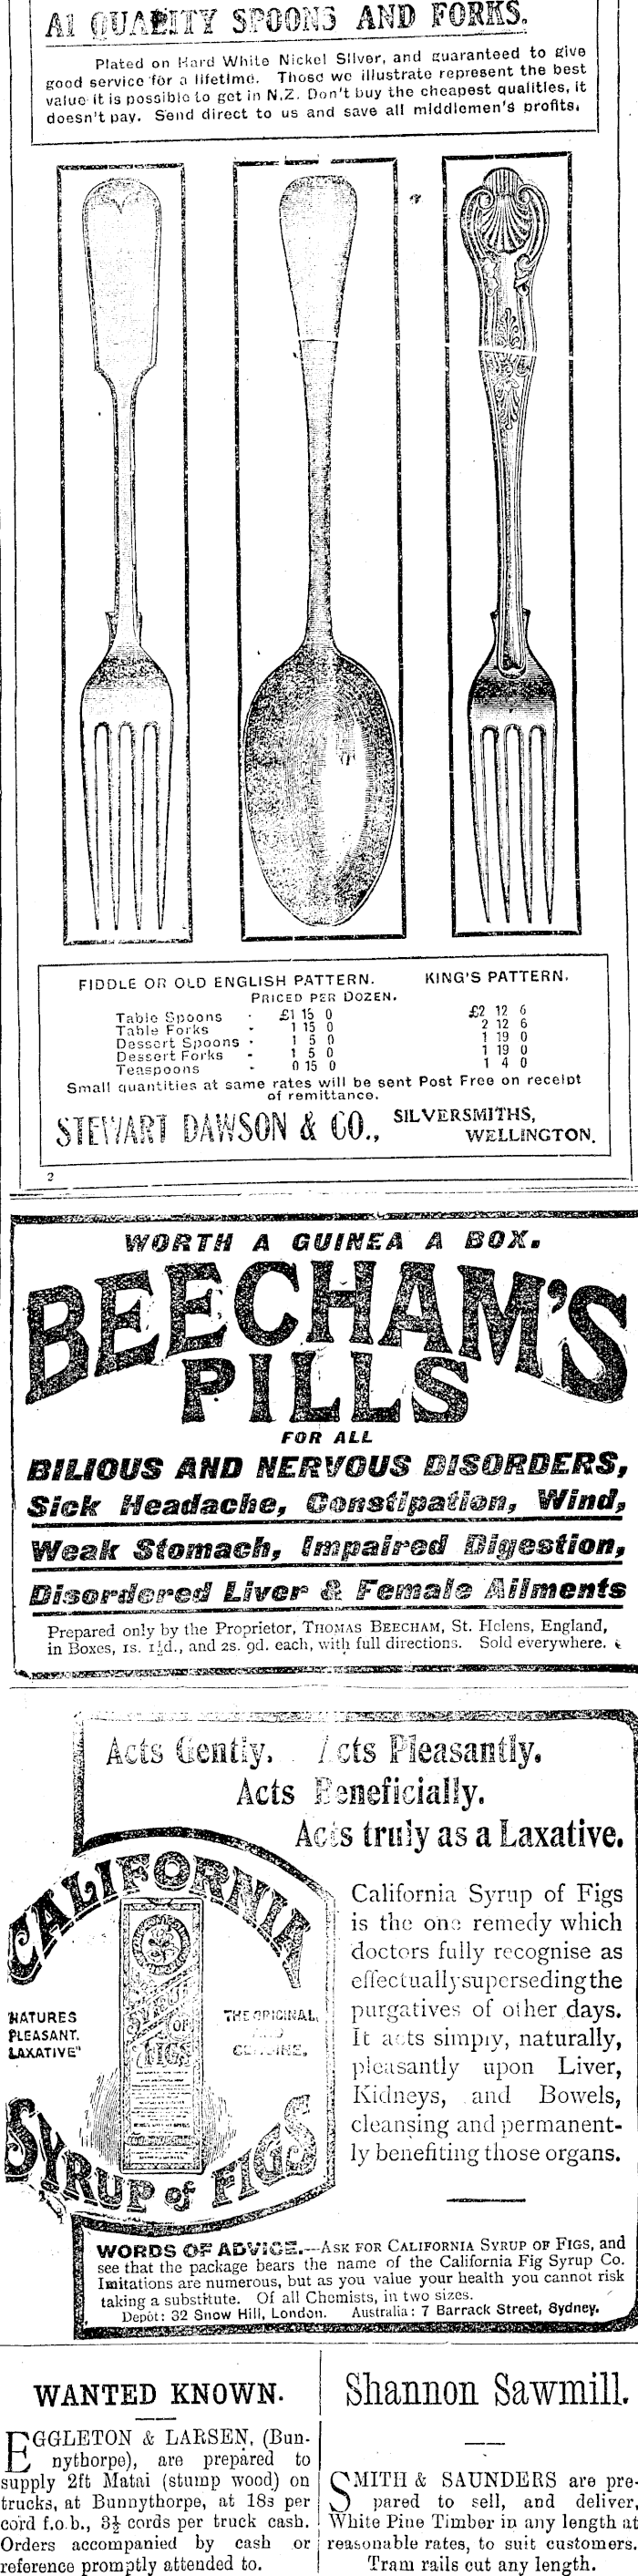 A1 QUALITY SPOONS AND FORKS.
Plated on Hard White Nickel Silver, and guaranteed to give
good service for a lifetime. Those we illustrate represent the best
value it is possible to get in N.Z. Don't buy the cheapest qualities, it
doesn't pay. Send direct to us and save all middlemen's profits.
FIDDLE OR OLD ENGLISH PATTERN. KING'S PATTERN.
PRICED PER DOZEN.
Table Spoons - £1 15 0 £2 12 6
Table Forks - 1 15 0 2 12 6
Dessert Spoons - 1 5 0 1 19 0
Dessert Forks - 1 5 0 1 19 0
Teaspoons - 0 15 0 1 4 0
Small quantities at same rates will be sent Post Free on receipt
of remittance.
STEWART DAWSON & CO., SILVERSMITHS,
WELLINGTON.
2
WORTH A GUINEA A BOX.
BEECHAM'S
PILLS
FOR ALL
BILIOUS AND NERVOUS DISORDERS,
Sick Headache, Constipation, Wind,
Weak Stomach, Impaired Digestion,
Disordered Liver & Female Ailments
Prepared only by the Proprietor, THOMAS BEECHAM, St. Helens, England,
in Boxes, 1s. 1½d., and 2s. 9d. each, with full directions. Sold everywhere.
Acts Gently. Acts Pleasantly.
Acts Beneficially.
Acts truly as a Laxative.
CALIFORNIA
"NATURES
PLEASANT.
LAXATIVE"
SYRUP
OF
FIGS
THE ORIGINAL
AND
GENUINE.
SYRUP of FIGS
California Syrup of Figs
is the one remedy which
doctors fully recognise as
effectually superseding the
purgatives of other days.
It acts simply, naturally,
pleasantly upon Liver,
Kidneys, and Bowels,
cleansing and permanent-
ly benefiting those organs.
WORDS OF ADVICE.—ASK FOR CALIFORNIA SYRUP OF FIGS, and
see that the package bears the name of the California Fig Syrup Co.
Imitations are numerous, but as you value your health you cannot risk
taking a substitute. Of all Chemists, in two sizes.
Depôt: 32 Snow Hill, London. Australia: 7 Barrack Street, Sydney.
WANTED KNOWN.
EGGLETON & LARSEN, (Bun-
nythorpe), are prepared to
supply 2ft Matai (stump wood) on
trucks, at Bunnythorpe, at 18s per
cord f.o.b., 3½ cords per truck cash.
Orders accompanied by cash or
reference promptly attended to.
Shannon Sawmill.
SMITH & SAUNDERS are pre-
pared to sell, and deliver,
White Pine Timber in any length at
reasonable rates, to suit customers.
Tram rails cut any length.